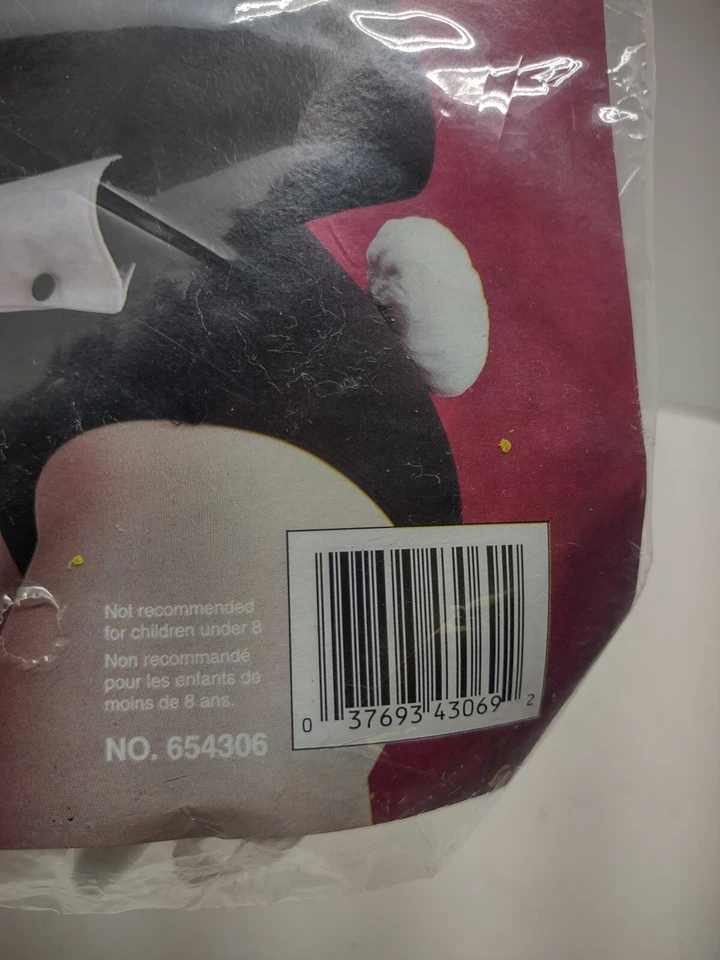 Not recommended
for children under 8
Non recommandé
pour les enfants de
moins de 8 ans.
NO. 654306
0 37693 43069 2